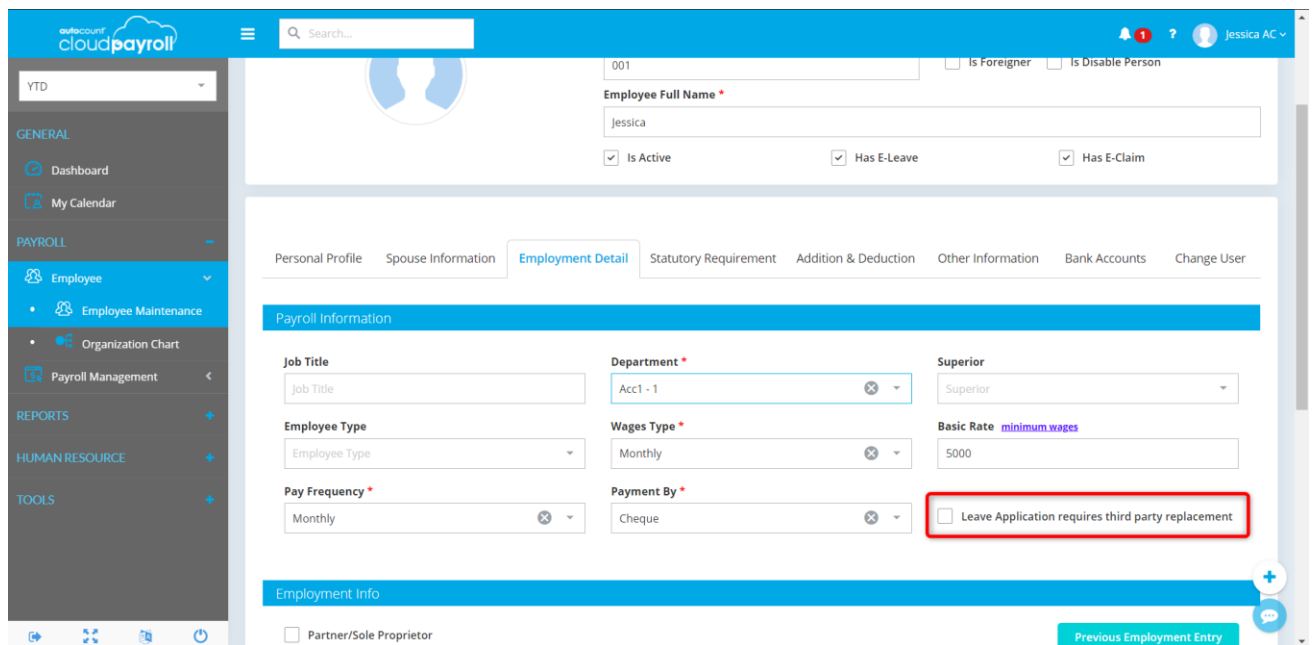 autocount
cloudpayroll
Search...
1
?
Jessica AC
YTD
GENERAL
Dashboard
My Calendar
PAYROLL
Employee
Employee Maintenance
Organization Chart
Payroll Management
REPORTS
HUMAN RESOURCE
TOOLS
001
Is Foreigner
Is Disable Person
Employee Full Name *
Jessica
Is Active
Has E-Leave
Has E-Claim
Personal Profile
Spouse Information
Employment Detail
Statutory Requirement
Addition & Deduction
Other Information
Bank Accounts
Change User
Payroll Information
Job Title
Department *
Superior
Job Title
Acc1 - 1
Superior
Employee Type
Wages Type *
Basic Rate minimum wages
Employee Type
Monthly
5000
Pay Frequency *
Payment By *
Monthly
Cheque
Leave Application requires third party replacement
Employment Info
Partner/Sole Proprietor
Previous Employment Entry